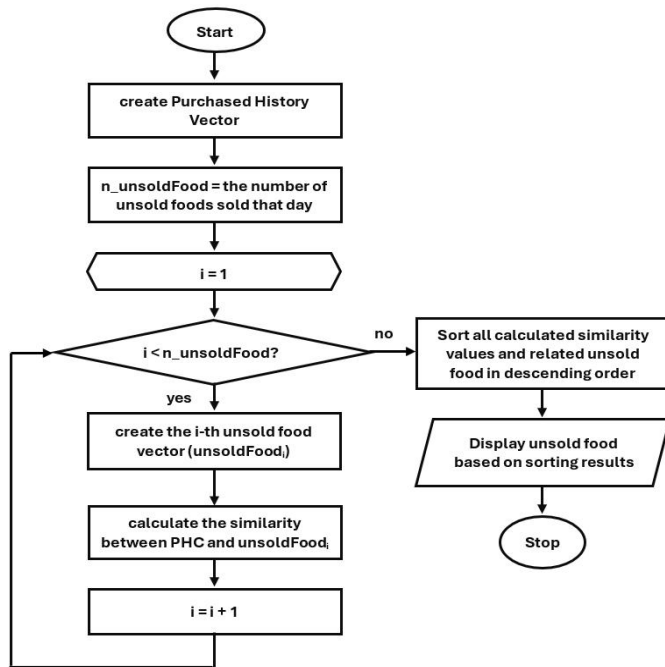 Start
create Purchased History
Vector
n_unsoldFood = the number of
unsold foods sold that day
i = 1
i < n_unsoldFood?
no
yes
create the i-th unsold food
vector (unsoldFoodᵢ)
calculate the similarity
between PHC and unsoldFoodᵢ
i = i + 1
Sort all calculated similarity
values and related unsold
food in descending order
Display unsold food
based on sorting results
Stop